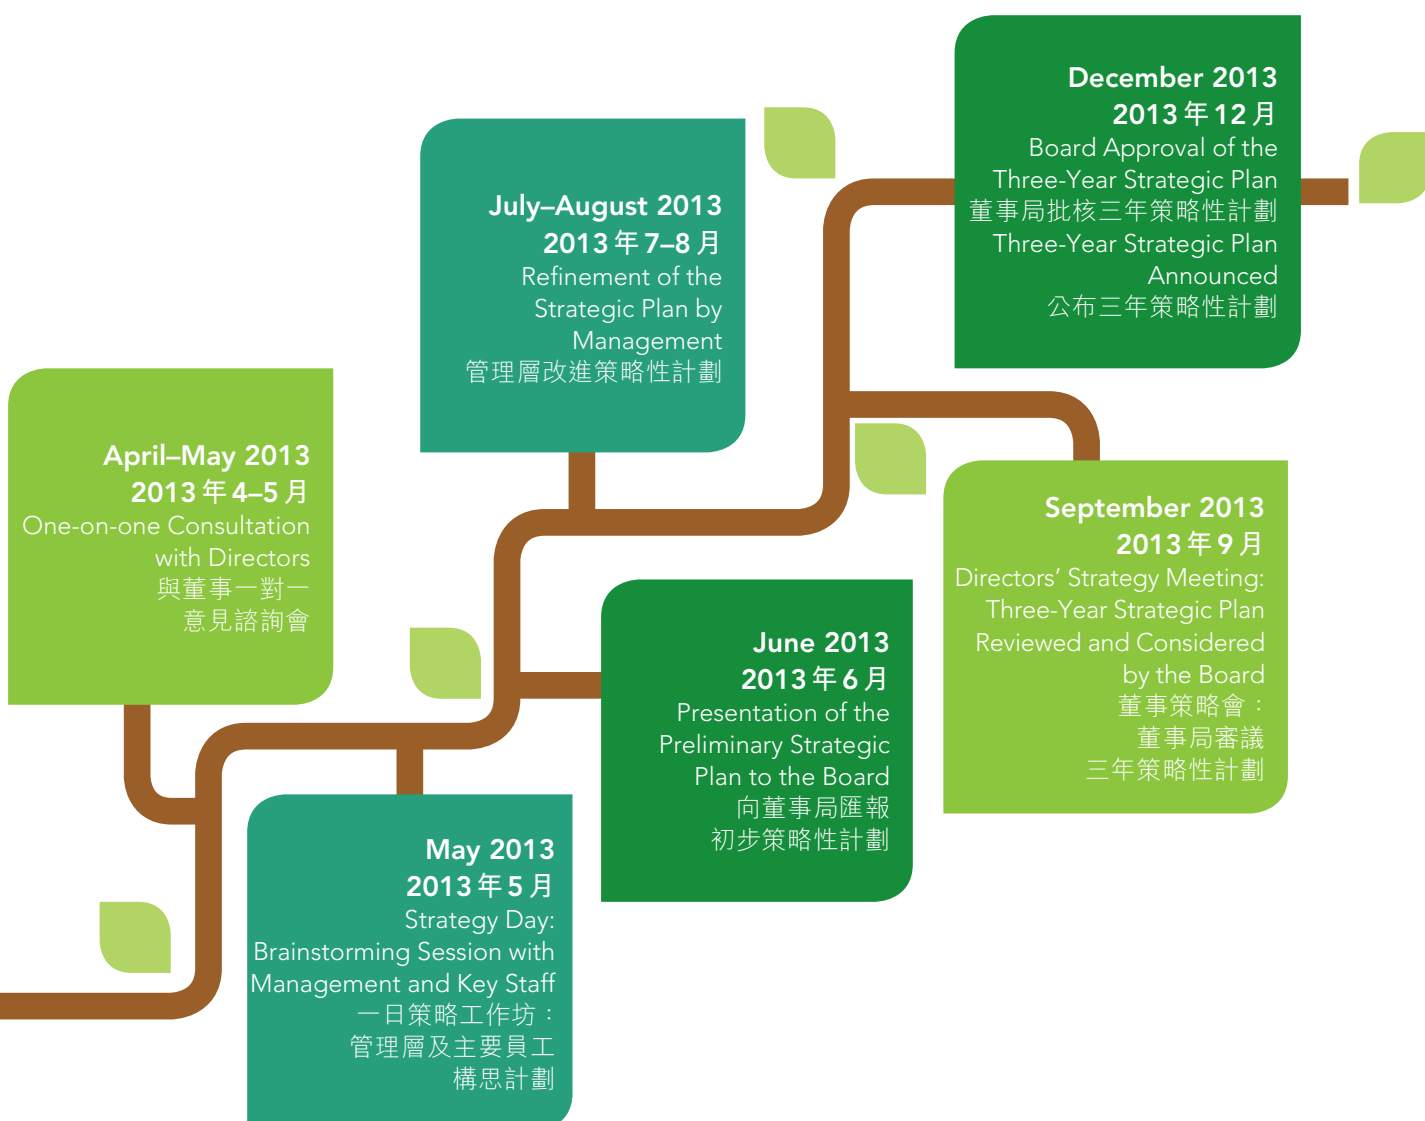 April–May 2013
2013年4–5月
One-on-one Consultation
with Directors
與董事一對一
意見諮詢會
May 2013
2013年5月
Strategy Day:
Brainstorming Session with
Management and Key Staff
一日策略工作坊：
管理層及主要員工
構思計劃
June 2013
2013年6月
Presentation of the
Preliminary Strategic
Plan to the Board
向董事局匯報
初步策略性計劃
July–August 2013
2013年7–8月
Refinement of the
Strategic Plan by
Management
管理層改進策略性計劃
September 2013
2013年9月
Directors’ Strategy Meeting:
Three-Year Strategic Plan
Reviewed and Considered
by the Board
董事策略會：
董事局審議
三年策略性計劃
December 2013
2013年12月
Board Approval of the
Three-Year Strategic Plan
董事局批核三年策略性計劃
Three-Year Strategic Plan
Announced
公布三年策略性計劃